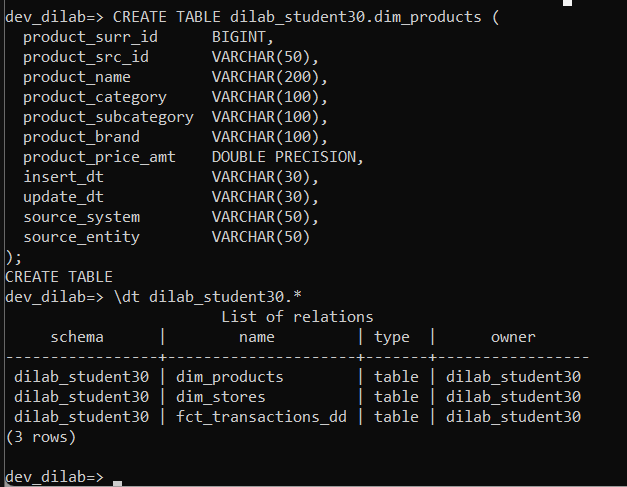 dev_dilab=> CREATE TABLE dilab_student30.dim_products (
  product_surr_id      BIGINT,
  product_src_id       VARCHAR(50),
  product_name         VARCHAR(200),
  product_category     VARCHAR(100),
  product_subcategory  VARCHAR(100),
  product_brand        VARCHAR(100),
  product_price_amt    DOUBLE PRECISION,
  insert_dt            VARCHAR(30),
  update_dt            VARCHAR(30),
  source_system        VARCHAR(50),
  source_entity        VARCHAR(50)
);
CREATE TABLE
dev_dilab=> \dt dilab_student30.*
                        List of relations
     schema      |        name         | type  |      owner
-----------------+---------------------+-------+-----------------
 dilab_student30 | dim_products        | table | dilab_student30
 dilab_student30 | dim_stores          | table | dilab_student30
 dilab_student30 | fct_transactions_dd | table | dilab_student30
(3 rows)
dev_dilab=>